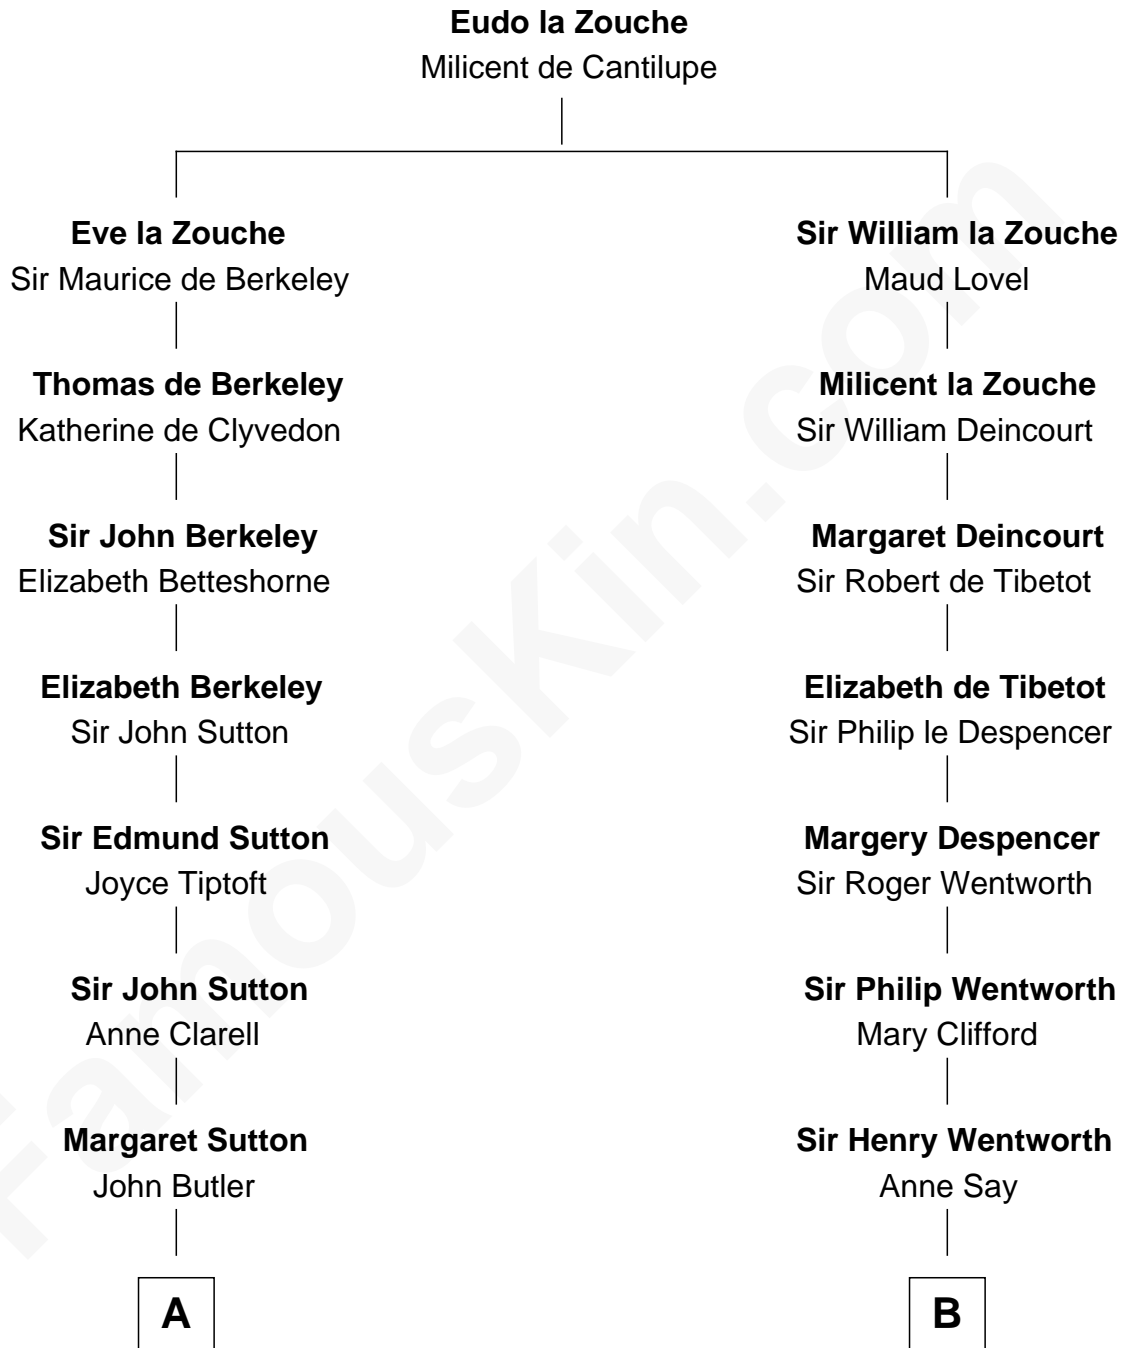 Eudo la Zouche
Milicent de Cantilupe
Eve la Zouche
Sir Maurice de Berkeley
Sir William la Zouche
Maud Lovel
Thomas de Berkeley
Katherine de Clyvedon
Milicent la Zouche
Sir William Deincourt
Sir John Berkeley
Elizabeth Betteshorne
Margaret Deincourt
Sir Robert de Tibetot
Elizabeth Berkeley
Sir John Sutton
Elizabeth de Tibetot
Sir Philip le Despencer
Sir Edmund Sutton
Joyce Tiptoft
Margery Despencer
Sir Roger Wentworth
Sir John Sutton
Anne Clarell
Sir Philip Wentworth
Mary Clifford
Margaret Sutton
John Butler
Sir Henry Wentworth
Anne Say
A
B
FamousKin.com